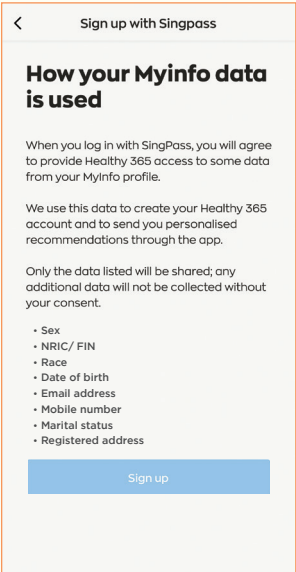 Sign up with Singpass
How your Myinfo data
is used
When you log in with SingPass, you will agree
to provide Healthy 365 access to some data
from your MyInfo profile.
We use this data to create your Healthy 365
account and to send you personalised
recommendations through the app.
Only the data listed will be shared; any
additional data will not be collected without
your consent.
• Sex
• NRIC/ FIN
• Race
• Date of birth
• Email address
• Mobile number
• Marital status
• Registered address
Sign up